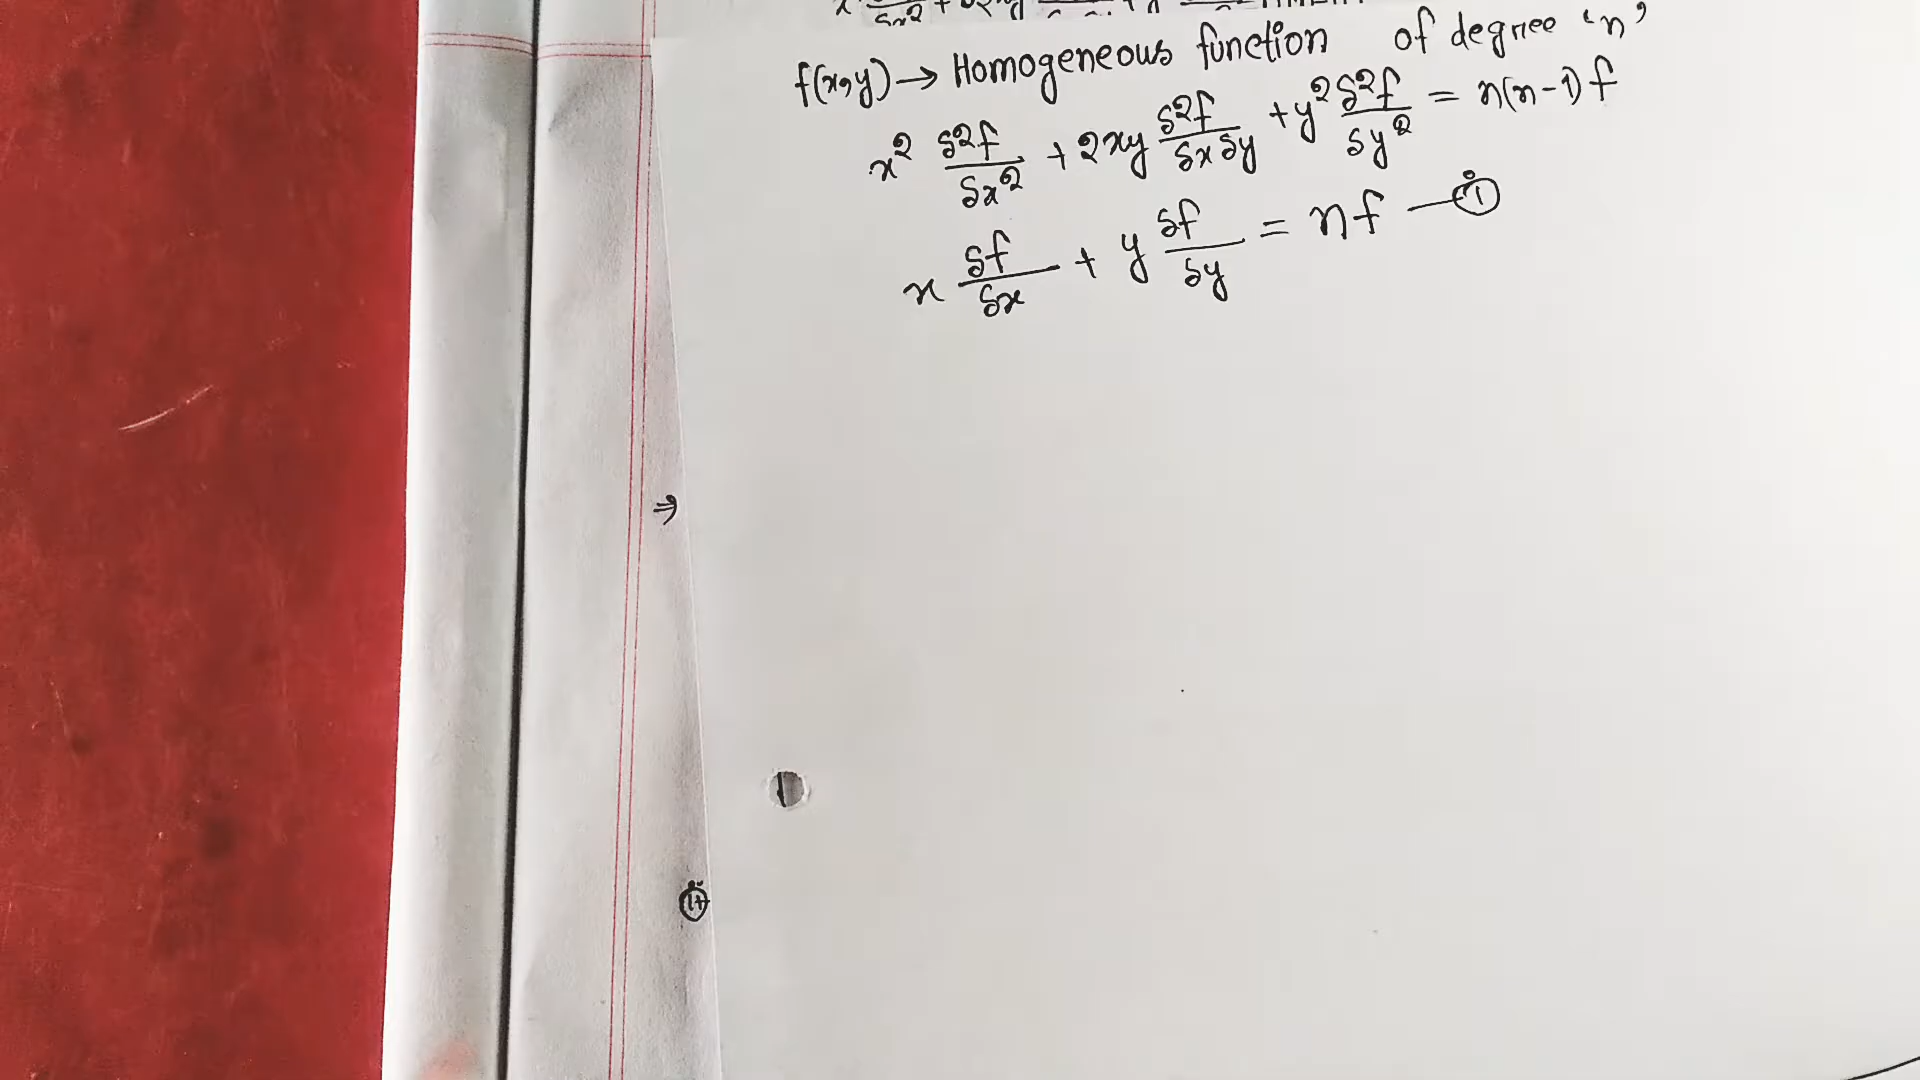 f(x,y) → Homogeneous function of degree 'n'
x² δ²f/δx² + 2xy δ²f/δxδy + y² δ²f/δy² = n(n-1)f
x δf/δx + y δf/δy = nf — ①
⇒